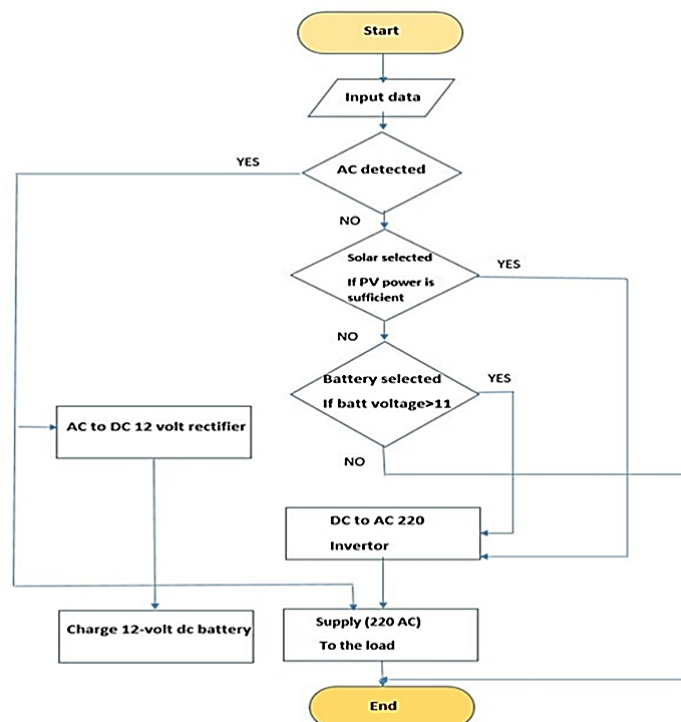 Start
Input data
AC detected
YES
NO
Solar selected
If PV power is
sufficient
YES
NO
Battery selected
If batt voltage>11
YES
NO
AC to DC 12 volt rectifier
DC to AC 220
Invertor
Charge 12-volt dc battery
Supply (220 AC)
To the load
End